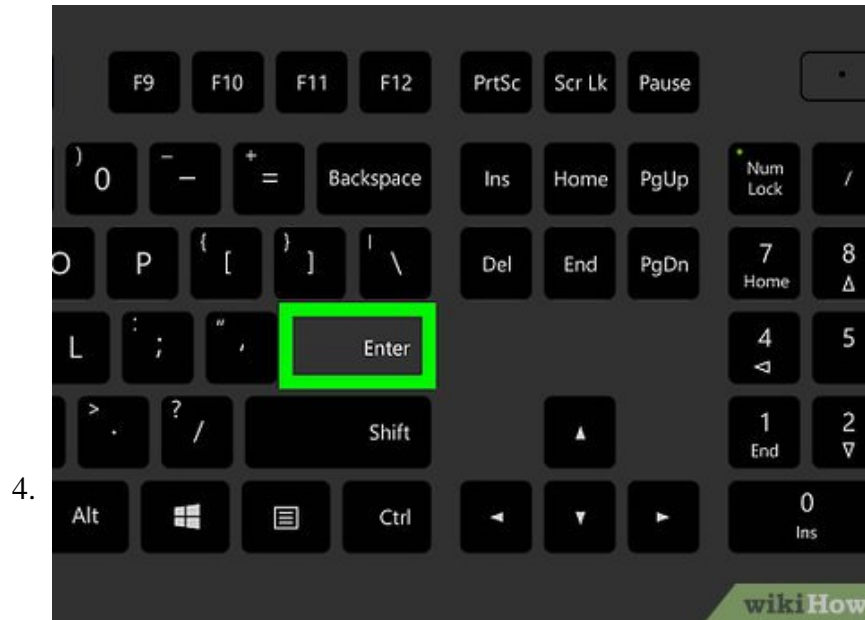 F9 F10 F11 F12 PrtSc Scr Lk Pause
) 0 _ - + = Backspace Ins Home PgUp Num Lock /
O P { [ } ] | \ Del End PgDn 7 Home 8
L : ; " ' Enter 4 5
> . ? / Shift 1 End 2
4. Alt Ctrl 0 Ins
wikiHow